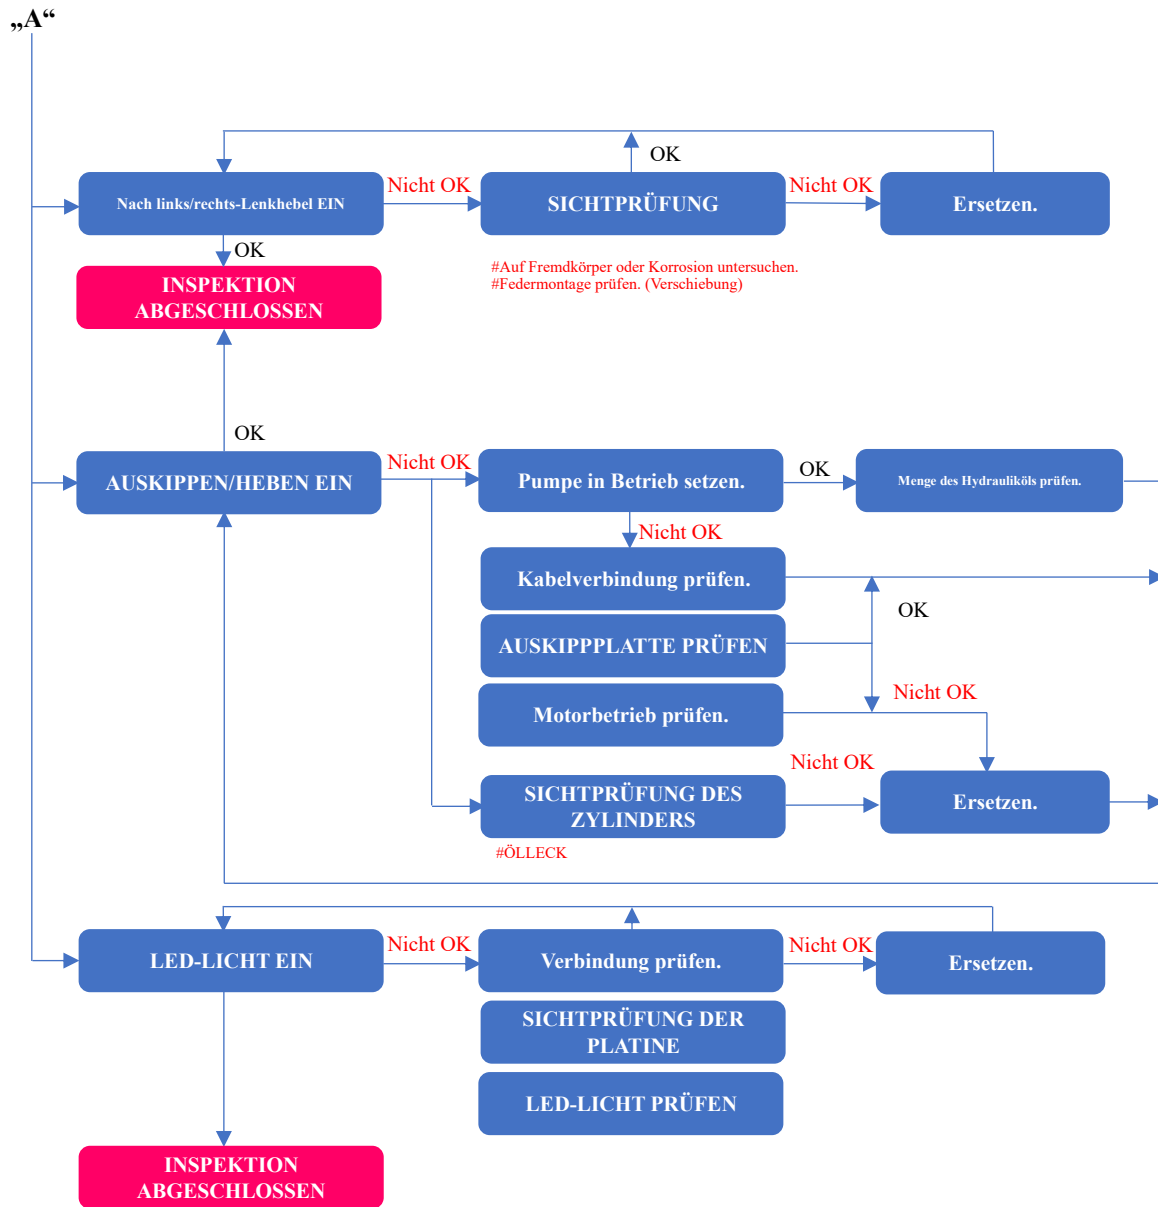 „A“
OK
Nicht OK
Nicht OK
Nach links/rechts-Lenkhebel EIN
SICHTPRÜFUNG
Ersetzen.
OK
#Auf Fremdkörper oder Korrosion untersuchen.
#Federmontage prüfen. (Verschiebung)
INSPEKTION
ABGESCHLOSSEN
OK
Nicht OK
OK
AUSKIPPEN/HEBEN EIN
Pumpe in Betrieb setzen.
Menge des Hydrauliköls prüfen.
Nicht OK
Kabelverbindung prüfen.
OK
AUSKIPPPLATTE PRÜFEN
Nicht OK
Motorbetrieb prüfen.
Nicht OK
SICHTPRÜFUNG DES
ZYLINDERS
Ersetzen.
#ÖLLECK
Nicht OK
Nicht OK
LED-LICHT EIN
Verbindung prüfen.
Ersetzen.
SICHTPRÜFUNG DER
PLATINE
LED-LICHT PRÜFEN
INSPEKTION
ABGESCHLOSSEN